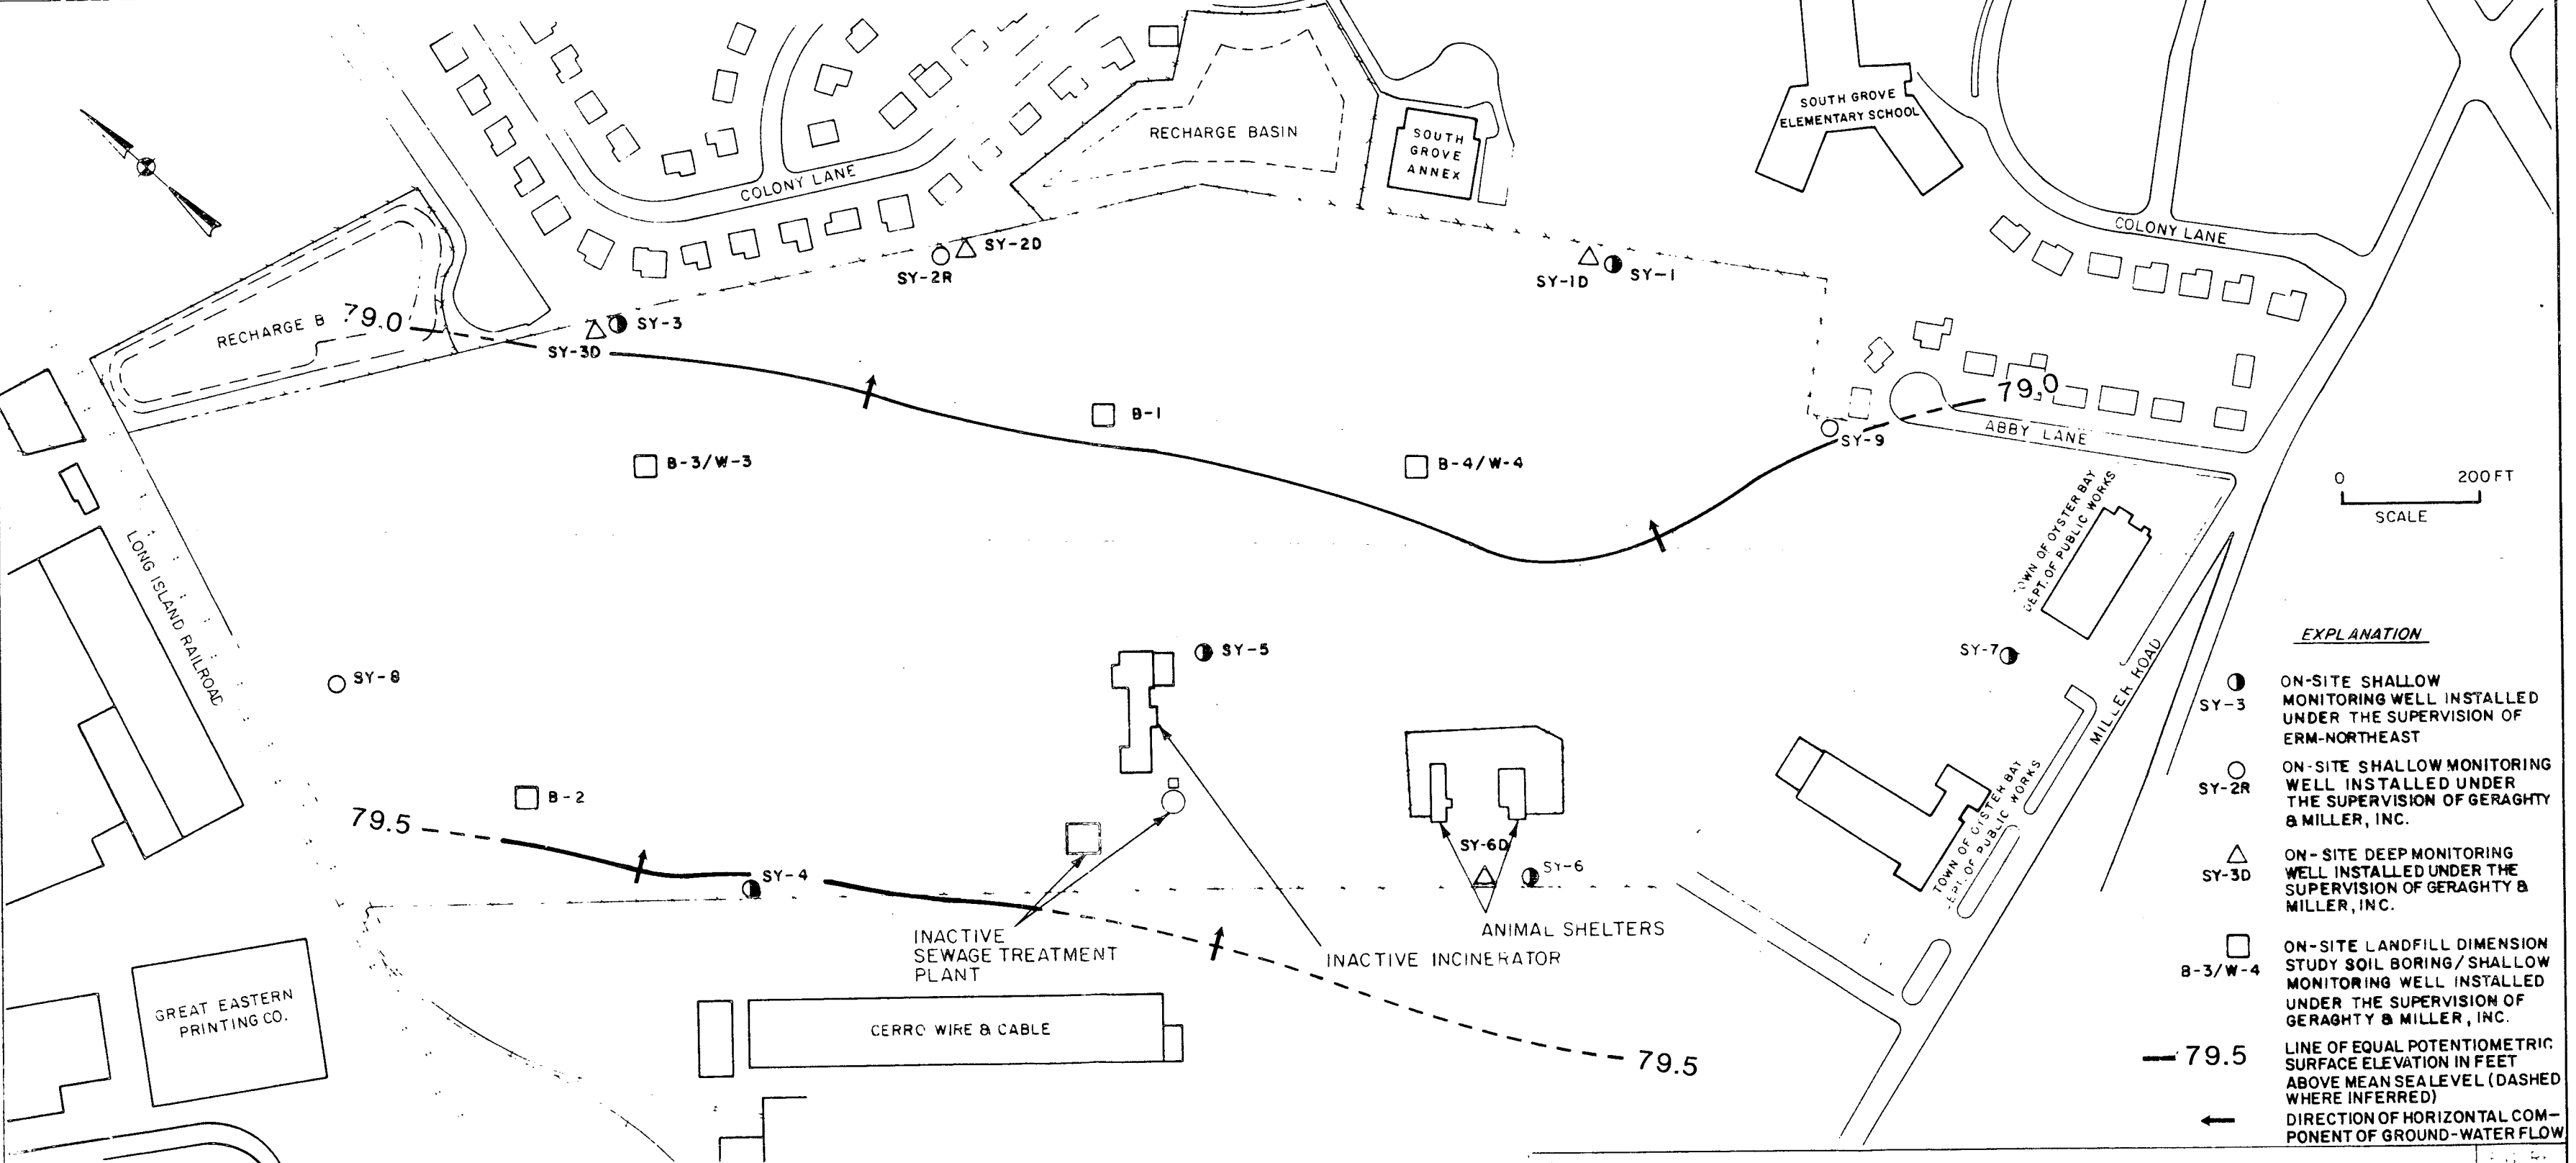 SOUTH GROVE
ELEMENTARY SCHOOL
RECHARGE BASIN
SOUTH
GROVE
ANNEX
COLONY LANE
COLONY LANE
SY-2D
SY-2R
SY-1D
SY-1
RECHARGE B
79.0
SY-3
SY-3D
B-1
79.0
SY-9
ABBY LANE
B-3/W-3
B-4/W-4
0 200 FT
SCALE
TOWN OF OYSTER BAY
DEPT. OF PUBLIC WORKS
LONG ISLAND RAILROAD
SY-8
SY-5
SY-7
MILLER ROAD
B-2
79.5
SY-4
SY-6D
SY-6
TOWN OF OYSTER BAY
DEPT. OF PUBLIC WORKS
INACTIVE
SEWAGE TREATMENT
PLANT
ANIMAL SHELTERS
INACTIVE INCINERATOR
GREAT EASTERN
PRINTING CO.
CERRO WIRE & CABLE
79.5
EXPLANATION
SY-3
ON-SITE SHALLOW
MONITORING WELL INSTALLED
UNDER THE SUPERVISION OF
ERM-NORTHEAST
SY-2R
ON-SITE SHALLOW MONITORING
WELL INSTALLED UNDER
THE SUPERVISION OF GERAGHTY
& MILLER, INC.
SY-3D
ON-SITE DEEP MONITORING
WELL INSTALLED UNDER THE
SUPERVISION OF GERAGHTY &
MILLER, INC.
B-3/W-4
ON-SITE LANDFILL DIMENSION
STUDY SOIL BORING/SHALLOW
MONITORING WELL INSTALLED
UNDER THE SUPERVISION OF
GERAGHTY & MILLER, INC.
79.5
LINE OF EQUAL POTENTIOMETRIC
SURFACE ELEVATION IN FEET
ABOVE MEAN SEA LEVEL (DASHED
WHERE INFERRED)
DIRECTION OF HORIZONTAL COM-
PONENT OF GROUND-WATER FLOW